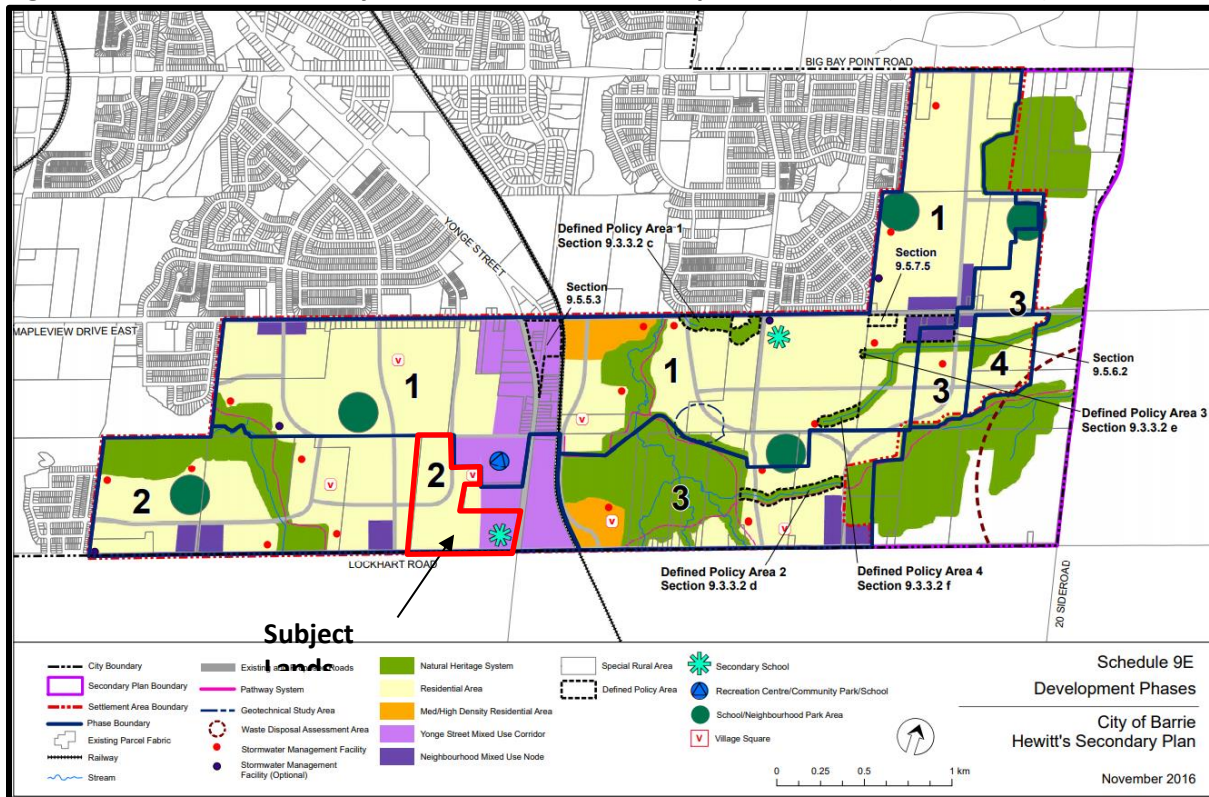 BIG BAY POINT ROAD
YONGE STREET
Defined Policy Area 1
Section 9.3.3.2 c
1
Section
9.5.7.5
Section
9.5.5.3
MAPLEVIEW DRIVE EAST
3
V
1
V
1
4
3
Section
9.5.6.2
Defined Policy Area 3
Section 9.3.3.2 e
2
V
2
V
3
V
V
LOCKHART ROAD
Defined Policy Area 2
Section 9.3.3.2 d
Defined Policy Area 4
Section 9.3.3.2 f
20 SIDEROAD
Subject
Lands
City Boundary
Secondary Plan Boundary
Settlement Area Boundary
Phase Boundary
Existing Parcel Fabric
Railway
Stream
Existing and Proposed Roads
Pathway System
Geotechnical Study Area
Waste Disposal Assessment Area
Stormwater Management Facility
Stormwater Management
Facility (Optional)
Natural Heritage System
Residential Area
Med/High Density Residential Area
Yonge Street Mixed Use Corridor
Neighbourhood Mixed Use Node
Special Rural Area
Defined Policy Area
Secondary School
Recreation Centre/Community Park/School
School/Neighbourhood Park Area
V Village Square
Schedule 9E
Development Phases
City of Barrie
Hewitt's Secondary Plan
November 2016
0 0.25 0.5 1 km